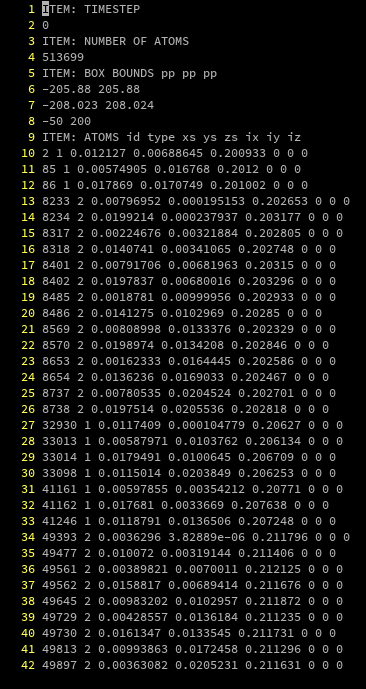 1 ITEM: TIMESTEP
2 0
3 ITEM: NUMBER OF ATOMS
4 513699
5 ITEM: BOX BOUNDS pp pp pp
6 -205.88 205.88
7 -208.023 208.024
8 -50 200
9 ITEM: ATOMS id type xs ys zs ix iy iz
10 2 1 0.012127 0.00688645 0.200933 0 0 0
11 85 1 0.00574905 0.016768 0.2012 0 0 0
12 86 1 0.017869 0.0170749 0.201002 0 0 0
13 8233 2 0.00796952 0.000195153 0.202653 0 0 0
14 8234 2 0.0199214 0.000237937 0.203177 0 0 0
15 8317 2 0.00224676 0.00321884 0.202805 0 0 0
16 8318 2 0.0140741 0.00341065 0.202748 0 0 0
17 8401 2 0.00791706 0.00681963 0.20315 0 0 0
18 8402 2 0.0197837 0.00680016 0.203296 0 0 0
19 8485 2 0.0018781 0.00999956 0.202933 0 0 0
20 8486 2 0.0141275 0.0102969 0.20285 0 0 0
21 8569 2 0.00808998 0.0133376 0.202329 0 0 0
22 8570 2 0.0198974 0.0134208 0.202846 0 0 0
23 8653 2 0.00162333 0.0164445 0.202586 0 0 0
24 8654 2 0.0136236 0.0169033 0.202467 0 0 0
25 8737 2 0.00780535 0.0204524 0.202701 0 0 0
26 8738 2 0.0197514 0.0205536 0.202818 0 0 0
27 32930 1 0.0117409 0.000104779 0.20627 0 0 0
28 33013 1 0.00587971 0.0103762 0.206134 0 0 0
29 33014 1 0.0179491 0.0100645 0.206709 0 0 0
30 33098 1 0.0115014 0.0203849 0.206253 0 0 0
31 41161 1 0.00597855 0.00354212 0.20771 0 0 0
32 41162 1 0.017681 0.0033669 0.207638 0 0 0
33 41246 1 0.0118791 0.0136506 0.207248 0 0 0
34 49393 2 0.0036296 3.82889e-06 0.211796 0 0 0
35 49477 2 0.010072 0.00319144 0.211406 0 0 0
36 49561 2 0.00389821 0.0070011 0.212125 0 0 0
37 49562 2 0.0158817 0.00689414 0.211676 0 0 0
38 49645 2 0.00983202 0.0102957 0.211872 0 0 0
39 49729 2 0.00428557 0.0136184 0.211235 0 0 0
40 49730 2 0.0161347 0.0133545 0.211731 0 0 0
41 49813 2 0.00993863 0.0172458 0.211296 0 0 0
42 49897 2 0.00363082 0.0205231 0.211631 0 0 0